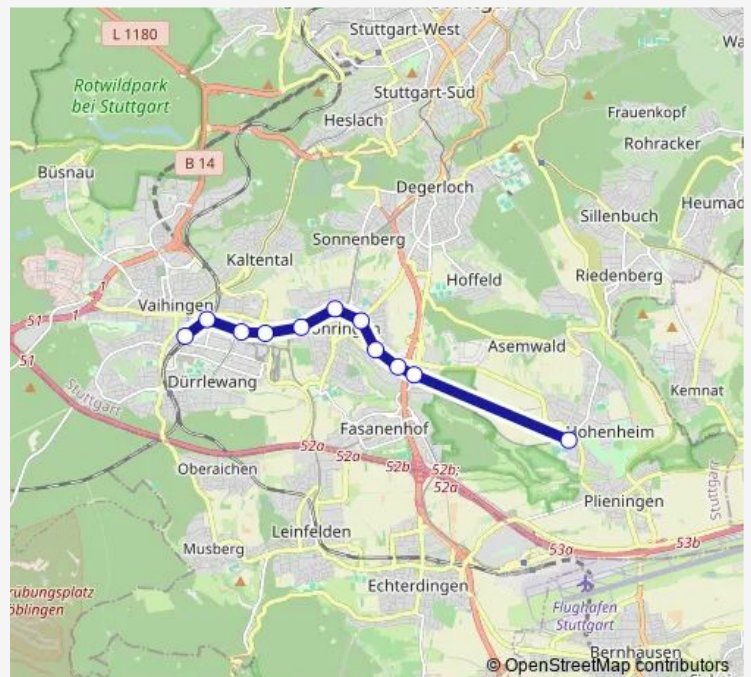 Stuttgart-West
L 1180
Rotwildpark
bei Stuttgart
Stuttgart-Süd
Heslach
Frauenkopf
Rohracker
B 14
Büsnau
Degerloch
Heumad
Sillenbuch
Sonnenberg
Kaltental
Riedenberg
Hoffeld
1
Vaihingen
51
1
Asemwald
51
Dürrlewang
Stuttgart
Kemnat
Fasanenhof
Hohenheim
52a
52a
52b
52b;
52a
Oberaichen
Plieningen
Stuttgart
Leinfelden
Musberg
53a
53b
Echterdingen
Flughafen
Stuttgart
Bernhausen
© OpenStreetMap contributors